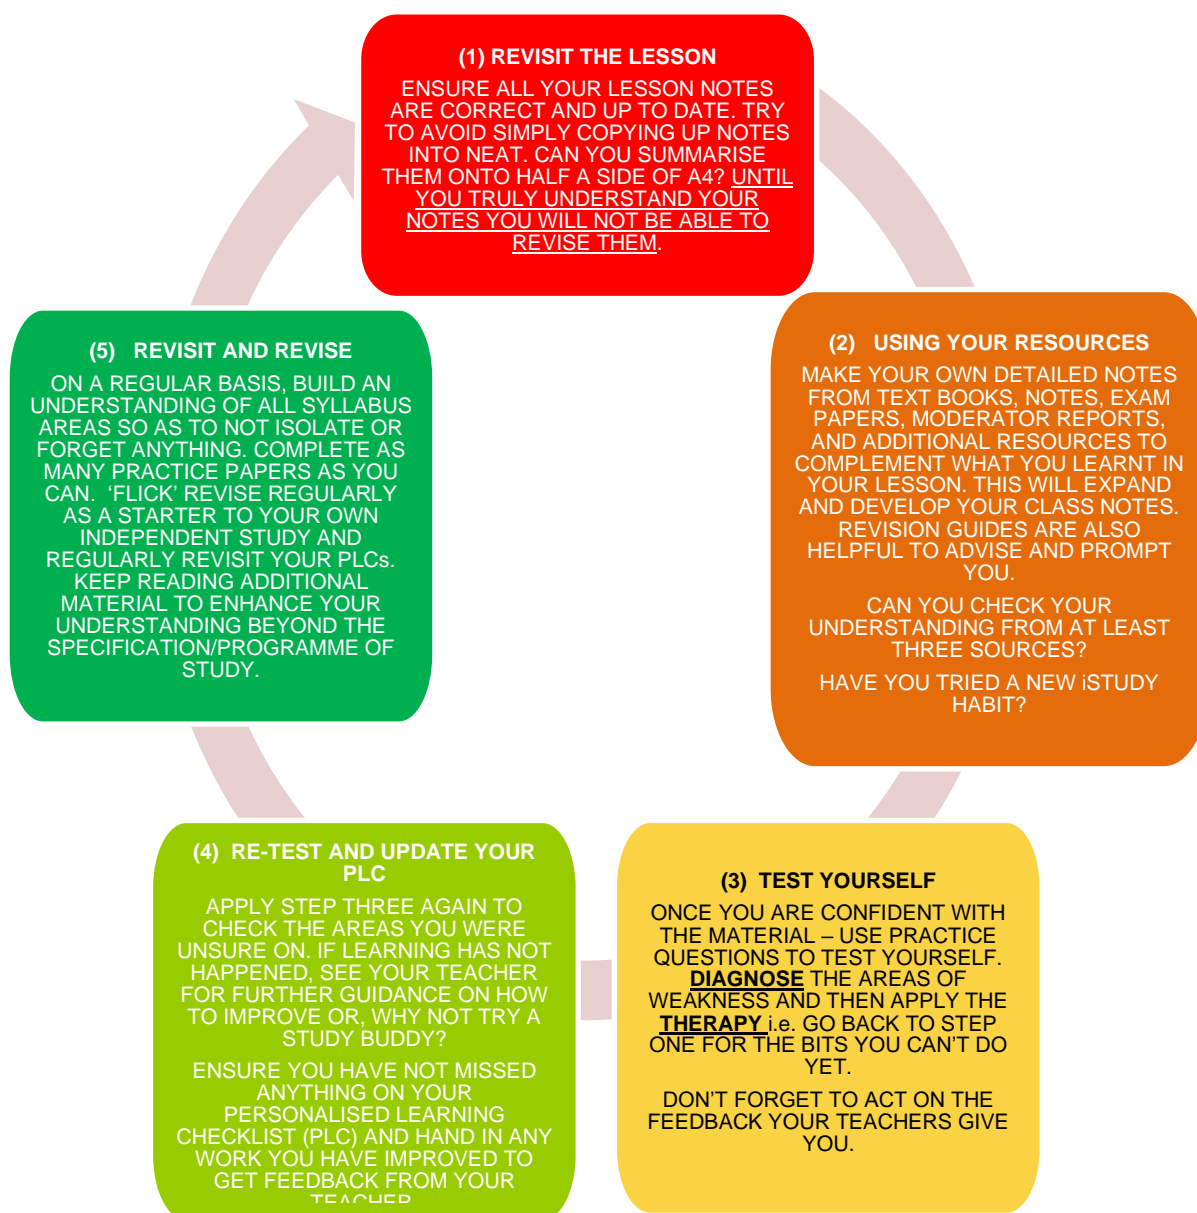 (1) REVISIT THE LESSON
ENSURE ALL YOUR LESSON NOTES
ARE CORRECT AND UP TO DATE. TRY
TO AVOID SIMPLY COPYING UP NOTES
INTO NEAT. CAN YOU SUMMARISE
THEM ONTO HALF A SIDE OF A4? UNTIL
YOU TRULY UNDERSTAND YOUR
NOTES YOU WILL NOT BE ABLE TO
REVISE THEM.
(2) USING YOUR RESOURCES
MAKE YOUR OWN DETAILED NOTES
FROM TEXT BOOKS, NOTES, EXAM
PAPERS, MODERATOR REPORTS,
AND ADDITIONAL RESOURCES TO
COMPLEMENT WHAT YOU LEARNT IN
YOUR LESSON. THIS WILL EXPAND
AND DEVELOP YOUR CLASS NOTES.
REVISION GUIDES ARE ALSO
HELPFUL TO ADVISE AND PROMPT
YOU.
CAN YOU CHECK YOUR
UNDERSTANDING FROM AT LEAST
THREE SOURCES?
HAVE YOU TRIED A NEW iSTUDY
HABIT?
(3) TEST YOURSELF
ONCE YOU ARE CONFIDENT WITH
THE MATERIAL – USE PRACTICE
QUESTIONS TO TEST YOURSELF.
DIAGNOSE THE AREAS OF
WEAKNESS AND THEN APPLY THE
THERAPY i.e. GO BACK TO STEP
ONE FOR THE BITS YOU CAN'T DO
YET.
DON'T FORGET TO ACT ON THE
FEEDBACK YOUR TEACHERS GIVE
YOU.
(4) RE-TEST AND UPDATE YOUR
PLC
APPLY STEP THREE AGAIN TO
CHECK THE AREAS YOU WERE
UNSURE ON. IF LEARNING HAS NOT
HAPPENED, SEE YOUR TEACHER
FOR FURTHER GUIDANCE ON HOW
TO IMPROVE OR, WHY NOT TRY A
STUDY BUDDY?
ENSURE YOU HAVE NOT MISSED
ANYTHING ON YOUR
PERSONALISED LEARNING
CHECKLIST (PLC) AND HAND IN ANY
WORK YOU HAVE IMPROVED TO
GET FEEDBACK FROM YOUR
TEACHER
(5) REVISIT AND REVISE
ON A REGULAR BASIS, BUILD AN
UNDERSTANDING OF ALL SYLLABUS
AREAS SO AS TO NOT ISOLATE OR
FORGET ANYTHING. COMPLETE AS
MANY PRACTICE PAPERS AS YOU
CAN. ‘FLICK’ REVISE REGULARLY
AS A STARTER TO YOUR OWN
INDEPENDENT STUDY AND
REGULARLY REVISIT YOUR PLCs.
KEEP READING ADDITIONAL
MATERIAL TO ENHANCE YOUR
UNDERSTANDING BEYOND THE
SPECIFICATION/PROGRAMME OF
STUDY.